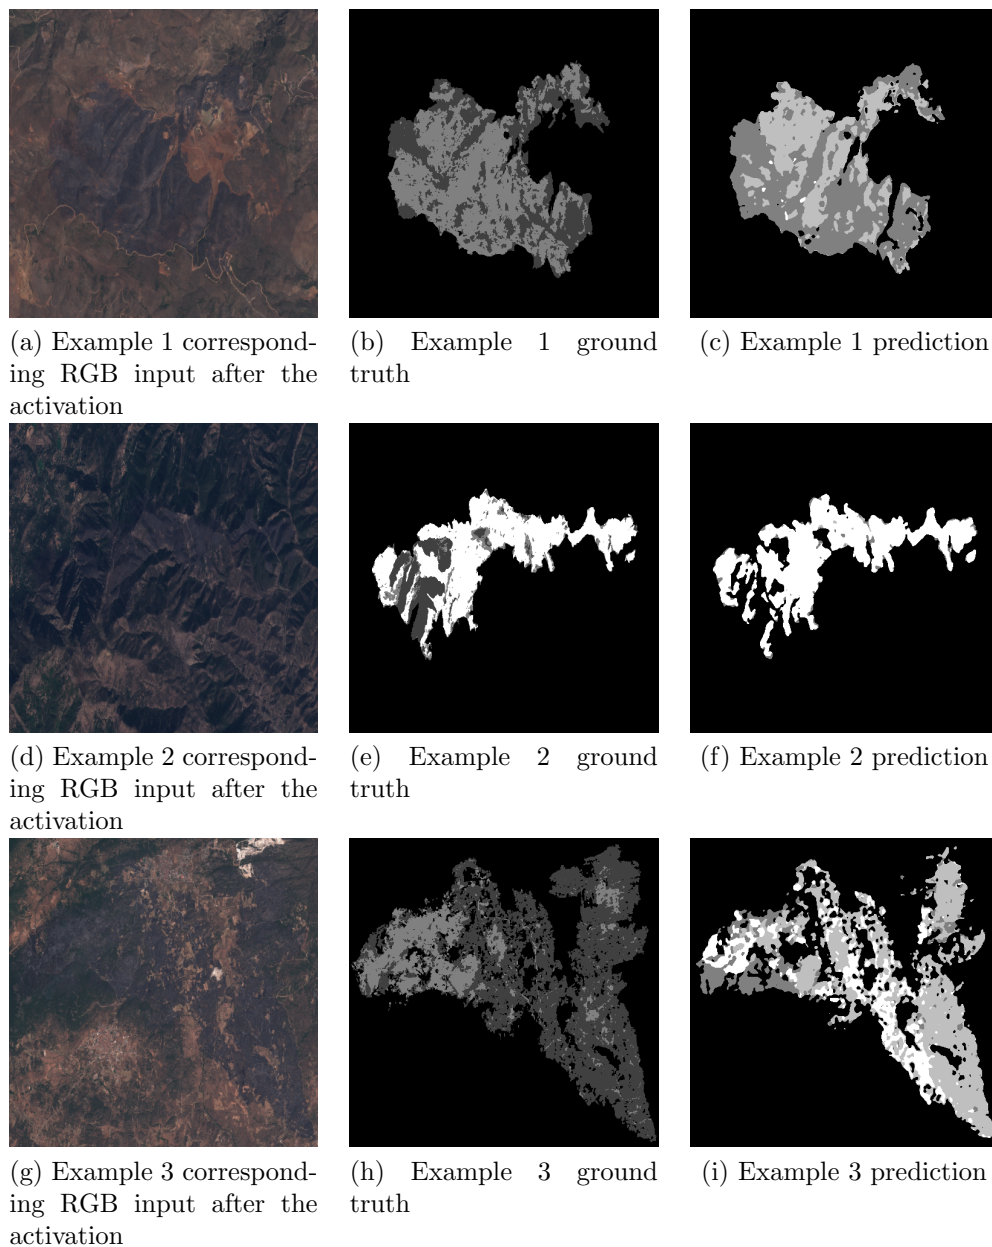 (a) Example 1 correspond-
ing RGB input after the
activation
(b) Example 1 ground
truth
(c) Example 1 prediction
(d) Example 2 correspond-
ing RGB input after the
activation
(e) Example 2 ground
truth
(f) Example 2 prediction
(g) Example 3 correspond-
ing RGB input after the
activation
(h) Example 3 ground
truth
(i) Example 3 prediction